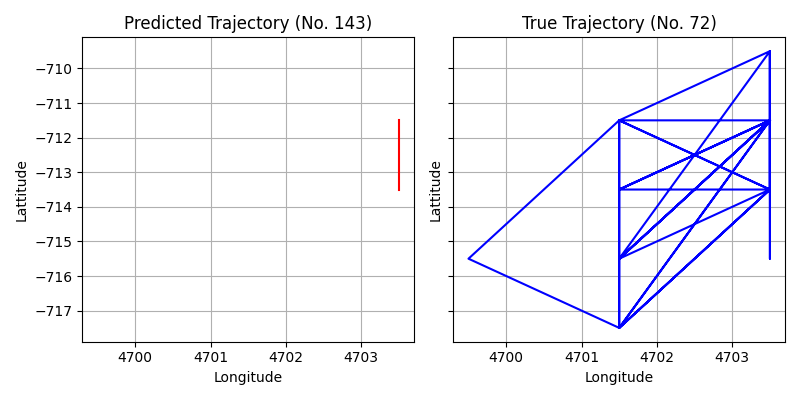 Predicted Trajectory (No. 143)
True Trajectory (No. 72)
−710
−711
−712
−713
−714
−715
−716
−717
Lattitude
Lattitude
4700
4701
4702
4703
4700
4701
4702
4703
Longitude
Longitude